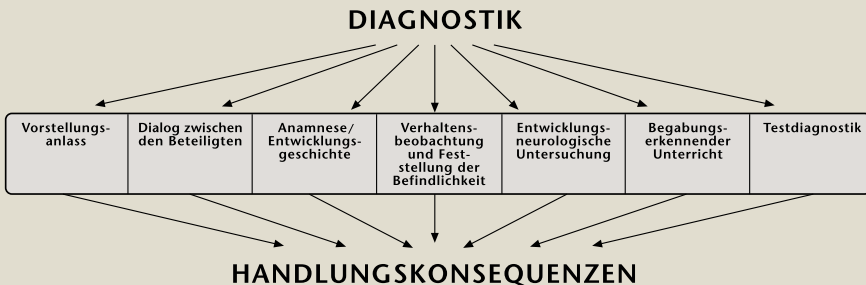 DIAGNOSTIK
Vorstellungs-
anlass
Dialog zwischen
den Beteiligten
Anamnese/
Entwicklungs-
geschichte
Verhaltens-
beobachtung
und Fest-
stellung der
Befindlichkeit
Entwicklungs-
neurologische
Untersuchung
Begabungs-
erkennender
Unterricht
Testdiagnostik
HANDLUNGSKONSEQUENZEN